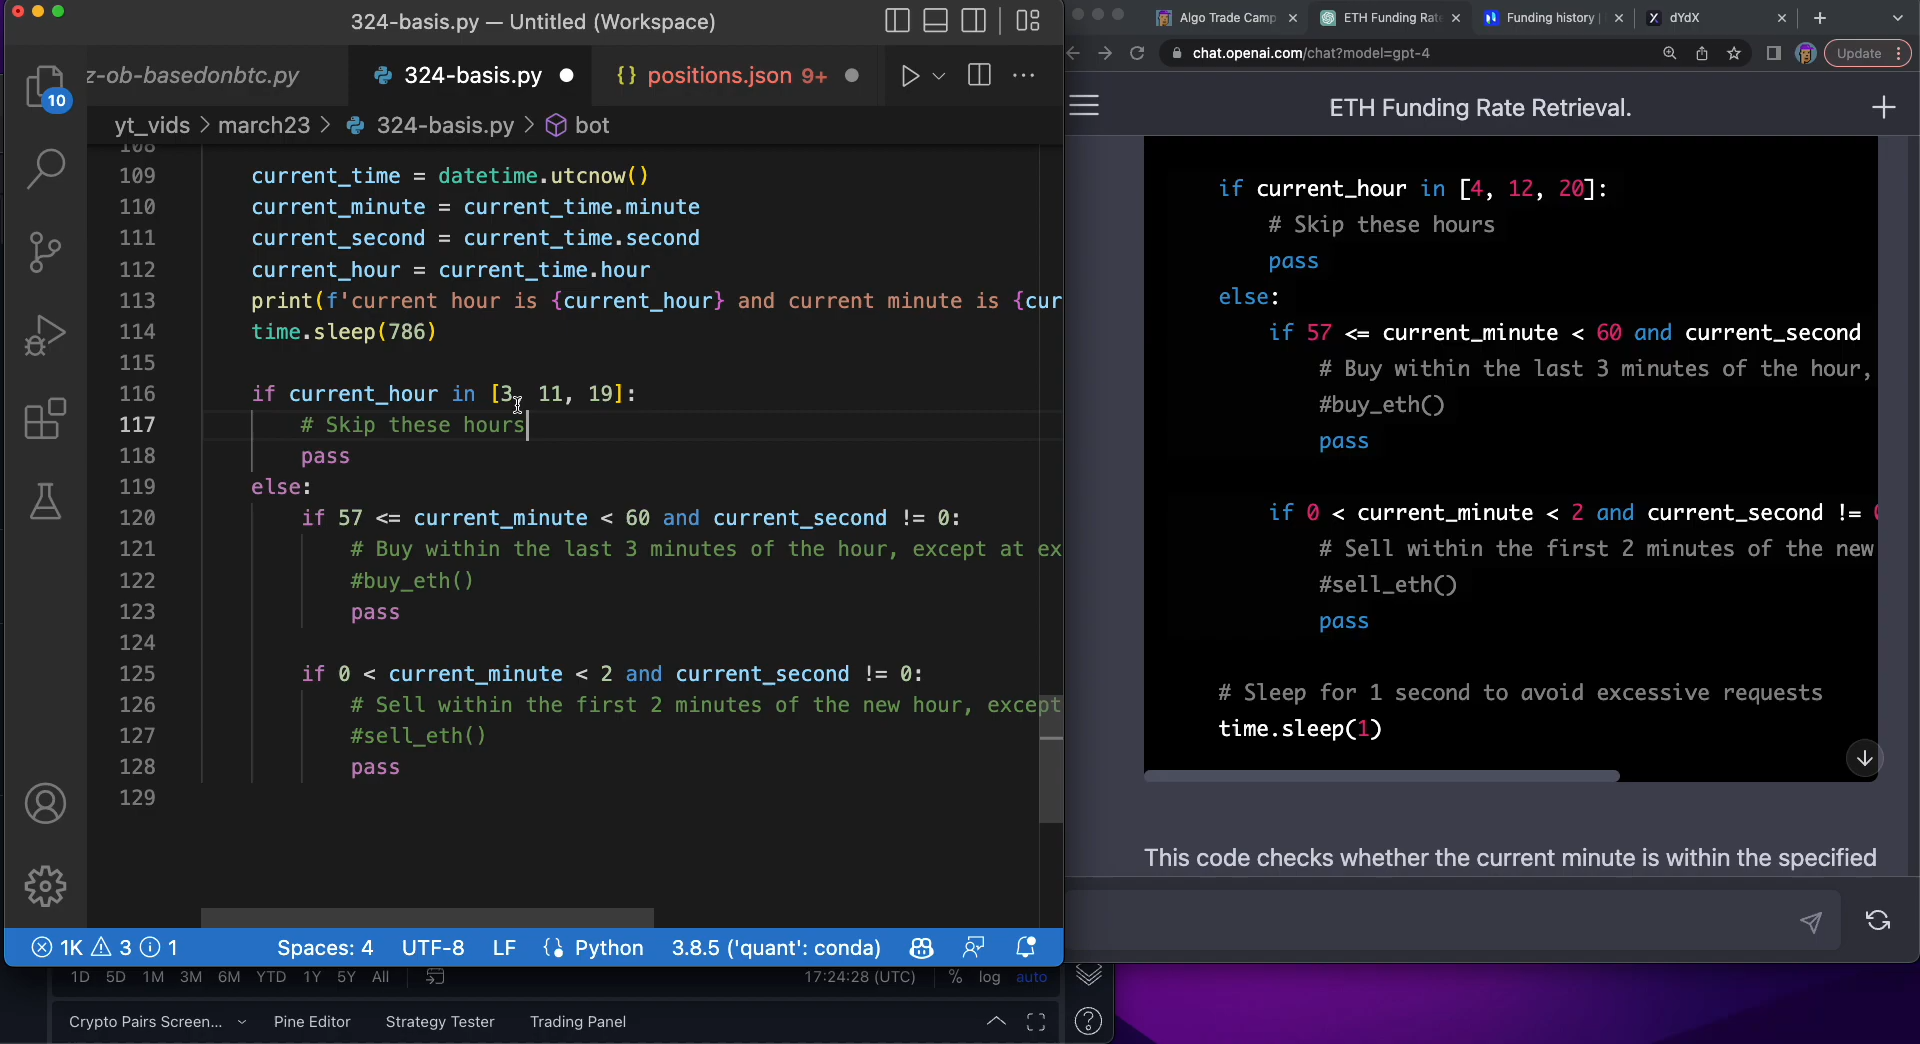 324-basis.py — Untitled (Workspace)
z-ob-basedonbtc.py
324-basis.py
{} positions.json 9+
10
yt_vids > march23 > 324-basis.py > bot
108
109 current_time = datetime.utcnow()
110 current_minute = current_time.minute
111 current_second = current_time.second
112 current_hour = current_time.hour
113 print(f'current hour is {current_hour} and current minute is {cur
114 time.sleep(786)
115
116 if current_hour in [3, 11, 19]:
117 # Skip these hours
118 pass
119 else:
120 if 57 <= current_minute < 60 and current_second != 0:
121 # Buy within the last 3 minutes of the hour, except at ex
122 #buy_eth()
123 pass
124
125 if 0 < current_minute < 2 and current_second != 0:
126 # Sell within the first 2 minutes of the new hour, except
127 #sell_eth()
128 pass
129
1K 3 1
Spaces: 4 UTF-8 LF {} Python 3.8.5 ('quant': conda)
1D 5D 1M 3M 6M YTD 1Y 5Y All
17:24:28 (UTC) % log auto
Crypto Pairs Screen... Pine Editor Strategy Tester Trading Panel
Algo Trade Camp
ETH Funding Rate
Funding history |
dYdX
chat.openai.com/chat?model=gpt-4
Update
ETH Funding Rate Retrieval.
if current_hour in [4, 12, 20]:
# Skip these hours
pass
else:
if 57 <= current_minute < 60 and current_second
# Buy within the last 3 minutes of the hour,
#buy_eth()
pass
if 0 < current_minute < 2 and current_second != 0
# Sell within the first 2 minutes of the new
#sell_eth()
pass
# Sleep for 1 second to avoid excessive requests
time.sleep(1)
This code checks whether the current minute is within the specified